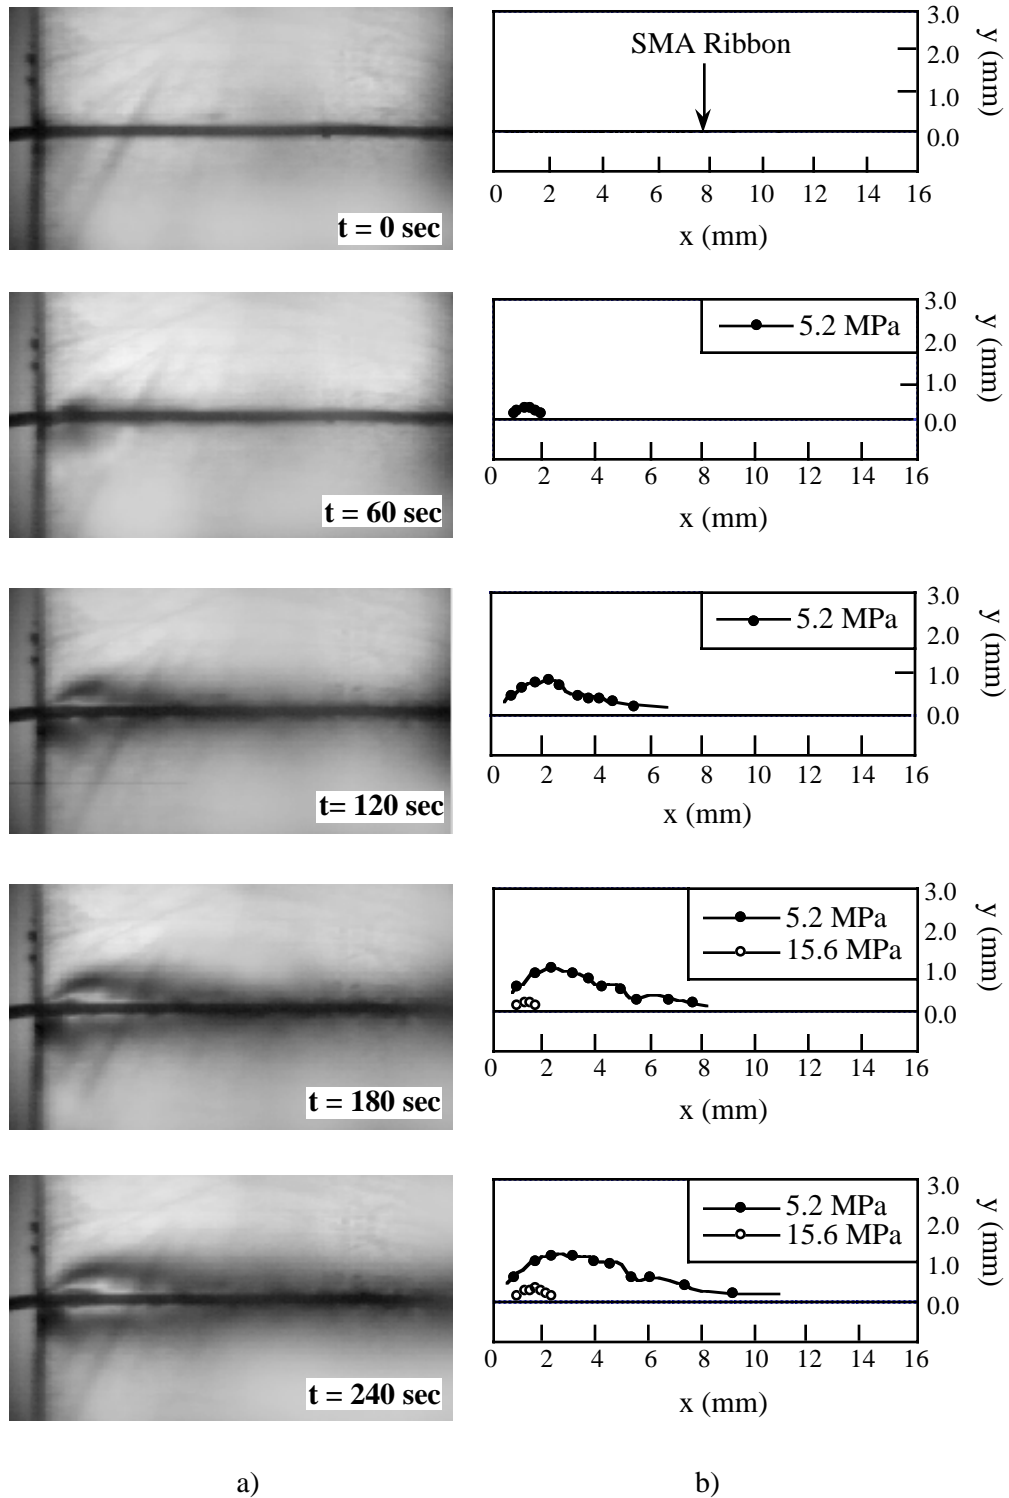 3.0
SMA Ribbon
2.0
1.0
0.0
y (mm)
0 2 4 6 8 10 12 14 16
x (mm)
t = 0 sec
3.0
5.2 MPa
2.0
1.0
0.0
y (mm)
0 2 4 6 8 10 12 14 16
x (mm)
t = 60 sec
3.0
5.2 MPa
2.0
1.0
0.0
y (mm)
0 2 4 6 8 10 12 14 16
x (mm)
t= 120 sec
3.0
5.2 MPa
2.0
15.6 MPa
1.0
0.0
y (mm)
0 2 4 6 8 10 12 14 16
x (mm)
t = 180 sec
3.0
5.2 MPa
2.0
15.6 MPa
1.0
0.0
y (mm)
0 2 4 6 8 10 12 14 16
x (mm)
t = 240 sec
a) b)